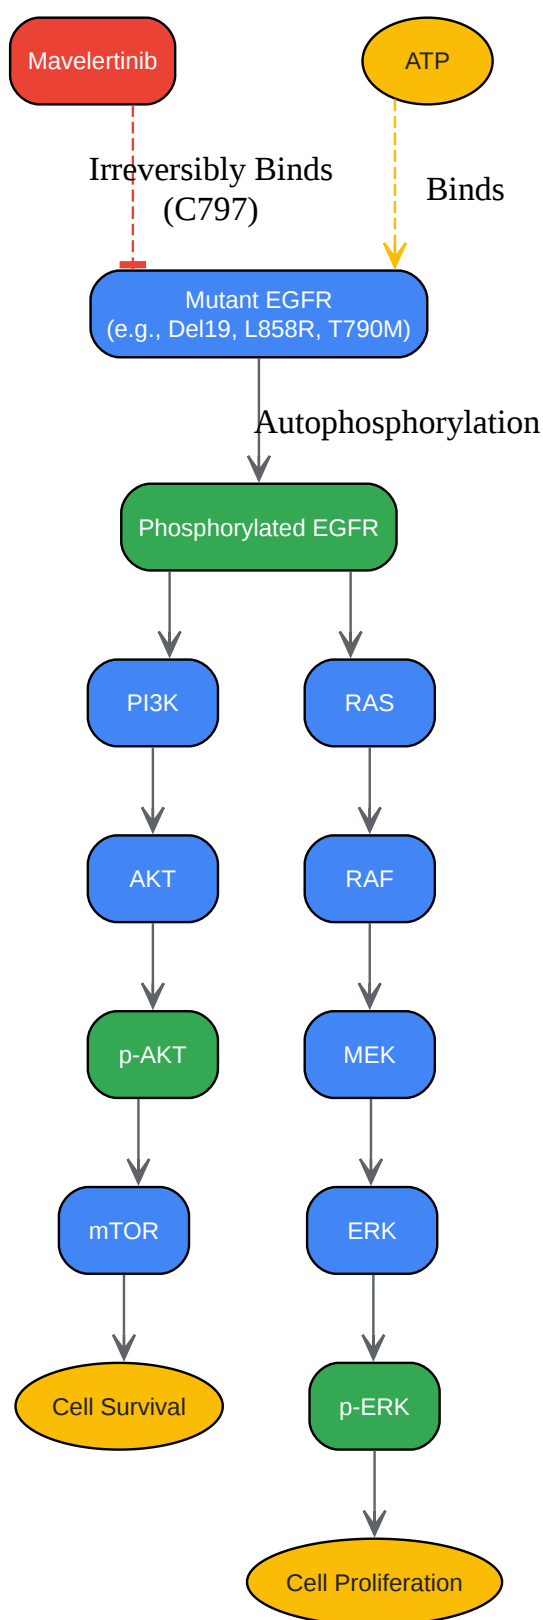 Mavelertinib
ATP
Irreversibly Binds
(C797)
Binds
Mutant EGFR
(e.g., Del19, L858R, T790M)
Autophosphorylation
Phosphorylated EGFR
PI3K
RAS
AKT
RAF
p-AKT
MEK
mTOR
ERK
Cell Survival
p-ERK
Cell Proliferation